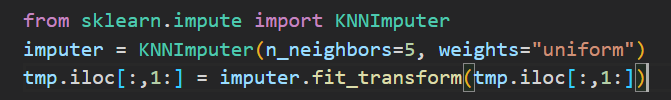 from sklearn.impute import KNNImputer
imputer = KNNImputer(n_neighbors=5, weights="uniform")
tmp.iloc[:,1:] = imputer.fit_transform(tmp.iloc[:,1:])